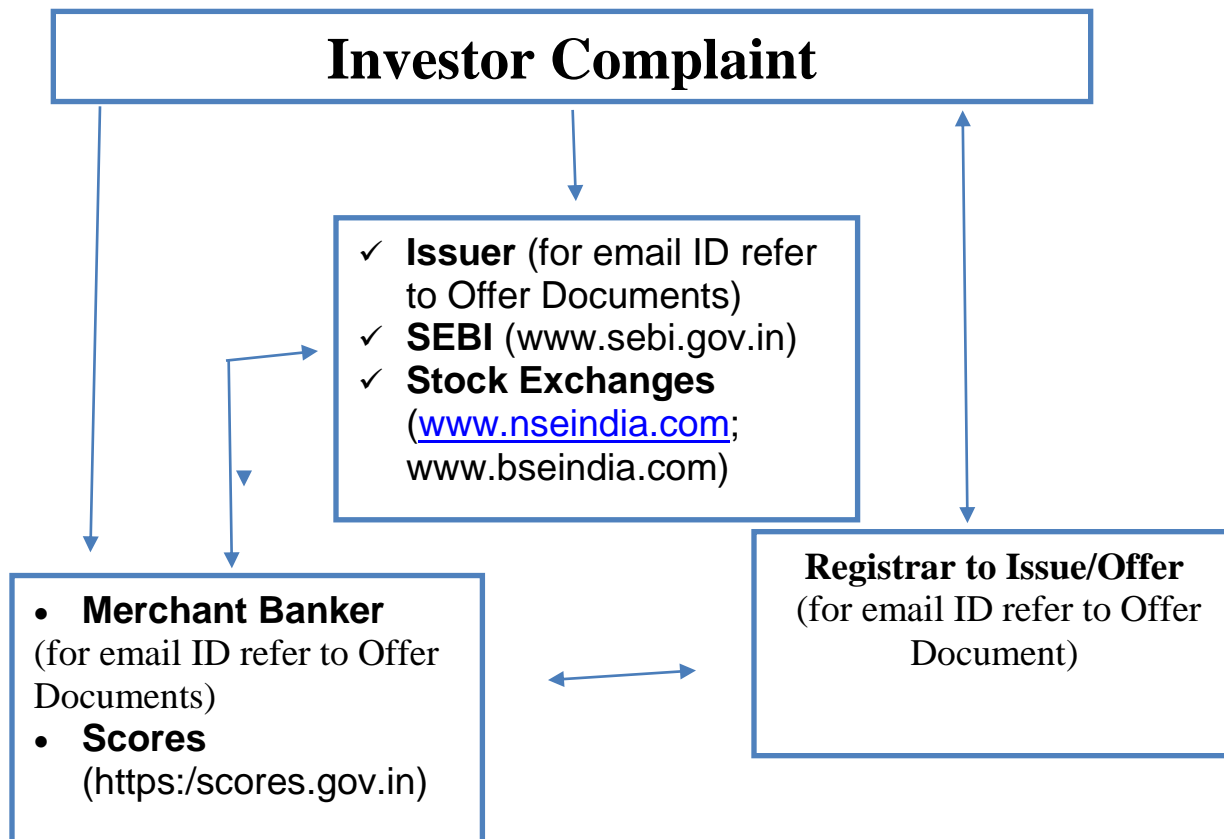 Investor Complaint
✓ Issuer (for email ID refer
to Offer Documents)
✓ SEBI (www.sebi.gov.in)
✓ Stock Exchanges
(www.nseindia.com;
www.bseindia.com)
• Merchant Banker
(for email ID refer to Offer
Documents)
• Scores
(https:/scores.gov.in)
Registrar to Issue/Offer
(for email ID refer to Offer
Document)